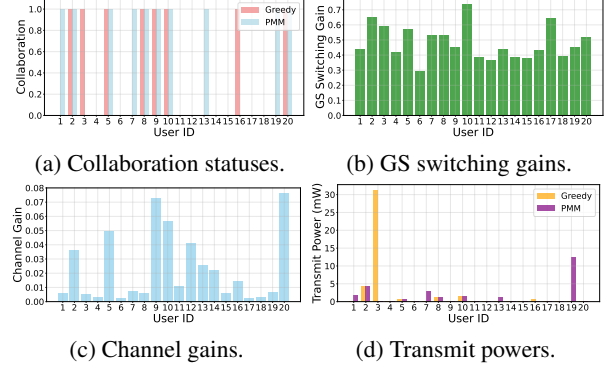 Collaboration
1.0
0.8
0.6
0.4
0.2
0.0
Greedy
PMM
1 2 3 4 5 6 7 8 9 10 11 12 13 14 15 16 17 18 19 20
User ID
(a) Collaboration statuses.
GS Switching Gain
0.7
0.6
0.5
0.4
0.3
0.2
0.1
0.0
1 2 3 4 5 6 7 8 9 10 11 12 13 14 15 16 17 18 19 20
User ID
(b) GS switching gains.
Channel Gain
0.08
0.07
0.06
0.05
0.04
0.03
0.02
0.01
0.00
1 2 3 4 5 6 7 8 9 10 11 12 13 14 15 16 17 18 19 20
User ID
(c) Channel gains.
Transmit Power (mW)
30
25
20
15
10
5
0
Greedy
PMM
1 2 3 4 5 6 7 8 9 10 11 12 13 14 15 16 17 18 19 20
User ID
(d) Transmit powers.